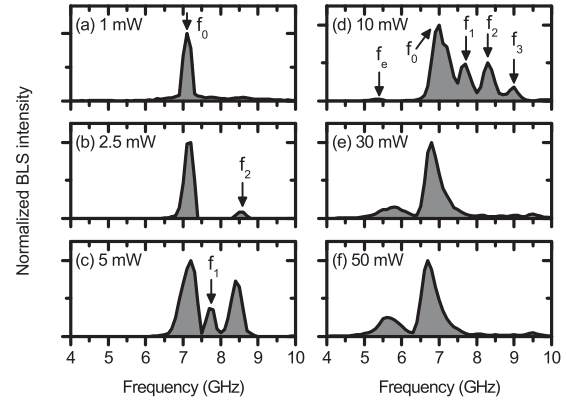 Normalized BLS intensity
(a) 1 mW
f0
(b) 2.5 mW
f2
(c) 5 mW
f1
4 5 6 7 8 9 10
Frequency (GHz)
(d) 10 mW
fe
f0
f1
f2
f3
(e) 30 mW
(f) 50 mW
4 5 6 7 8 9 10
Frequency (GHz)